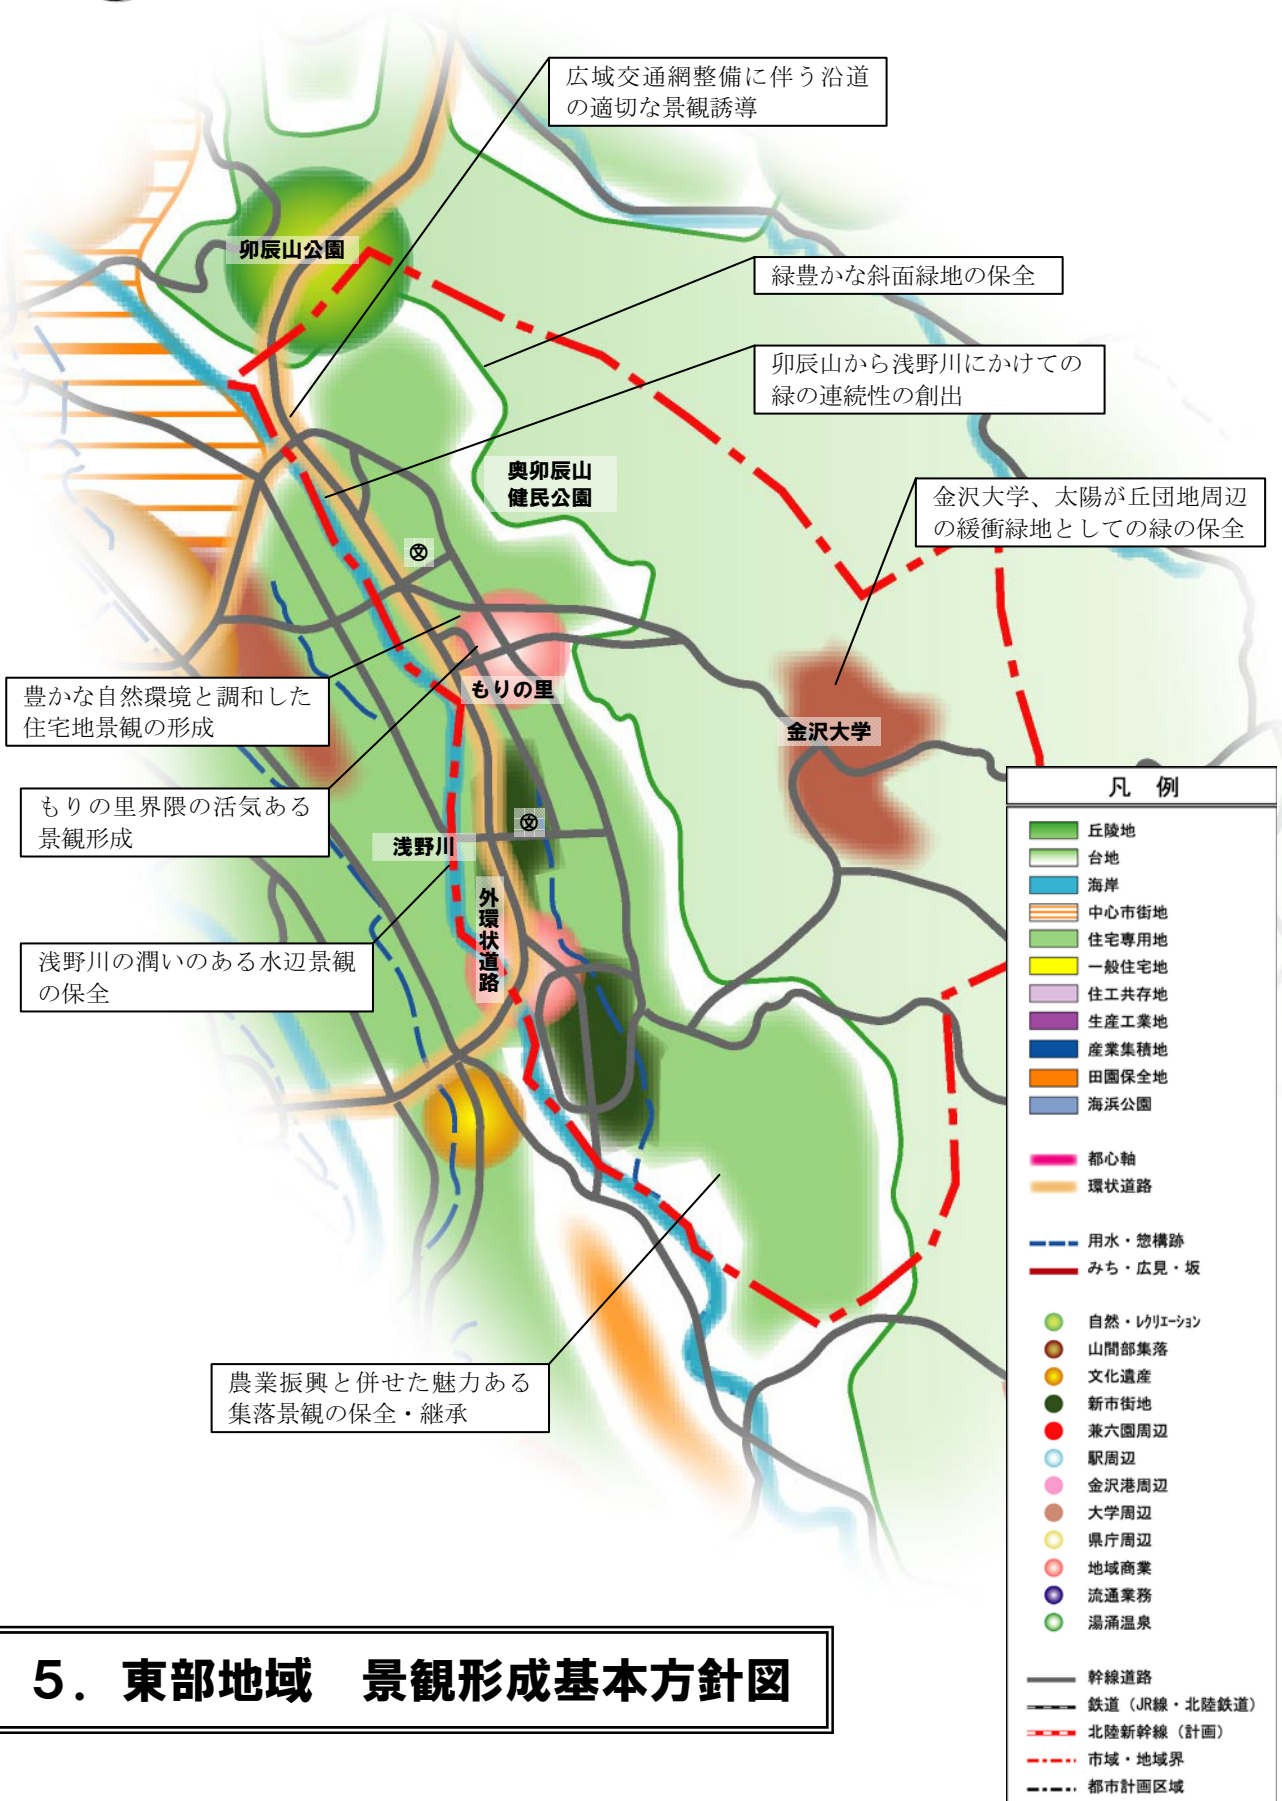 広域交通網整備に伴う沿道
の適切な景観誘導
卯辰山公園
緑豊かな斜面緑地の保全
卯辰山から浅野川にかけての
緑の連続性の創出
奥卯辰山
健民公園
金沢大学、太陽が丘団地周辺
の緩衝緑地としての緑の保全
文
豊かな自然環境と調和した
住宅地景観の形成
もりの里
金沢大学
もりの里界隈の活気ある
景観形成
文
浅野川
外環状道路
浅野川の潤いのある水辺景観
の保全
農業振興と併せた魅力ある
集落景観の保全・継承
凡 例
丘陵地
台地
海岸
中心市街地
住宅専用地
一般住宅地
住工共存地
生産工業地
産業集積地
田園保全地
海浜公園
都心軸
環状道路
用水・惣構跡
みち・広見・坂
自然・レクリエーション
山間部集落
文化遺産
新市街地
兼六園周辺
駅周辺
金沢港周辺
大学周辺
県庁周辺
地域商業
流通業務
湯涌温泉
幹線道路
鉄道（JR線・北陸鉄道）
北陸新幹線（計画）
市域・地域界
都市計画区域
５．東部地域　景観形成基本方針図